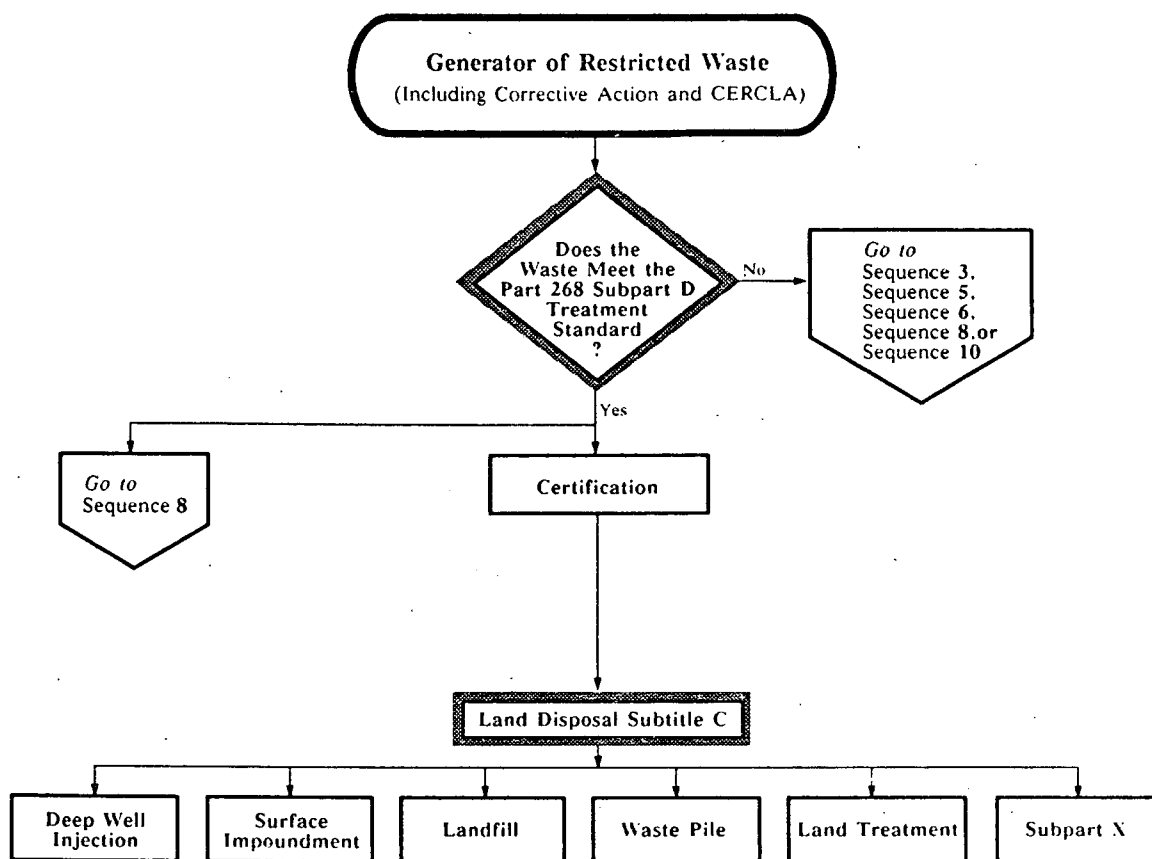 Generator of Restricted Waste
(Including Corrective Action and CERCLA)
Does the
Waste Meet the
Part 268 Subpart D
Treatment
Standard
?
No
Go to
Sequence 3,
Sequence 5,
Sequence 6,
Sequence 8,or
Sequence 10
Yes
Go to
Sequence 8
Certification
Land Disposal Subtitle C
Deep Well
Injection
Surface
Impoundment
Landfill
Waste Pile
Land Treatment
Subpart X